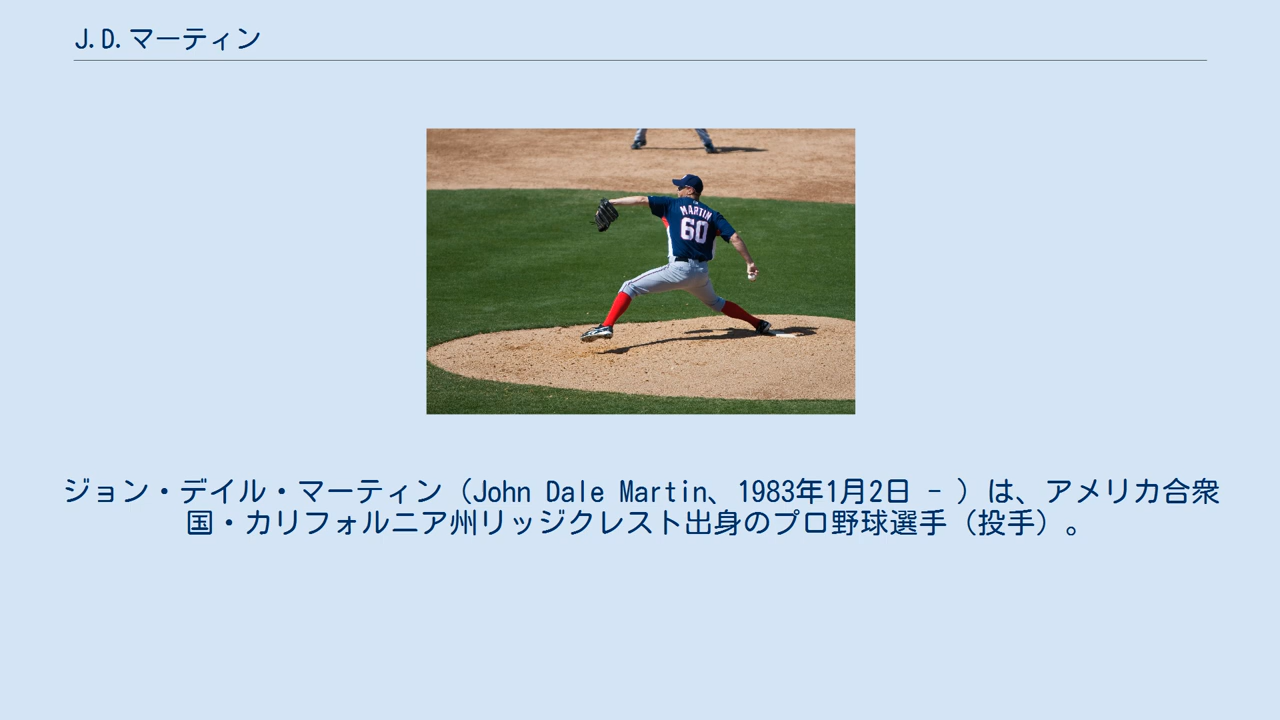 J.D.マーティン
MARTIN
60
ジョン・デイル・マーティン（John Dale Martin、1983年1月2日 - ）は、アメリカ合衆
国・カリフォルニア州リッジクレスト出身のプロ野球選手（投手）。